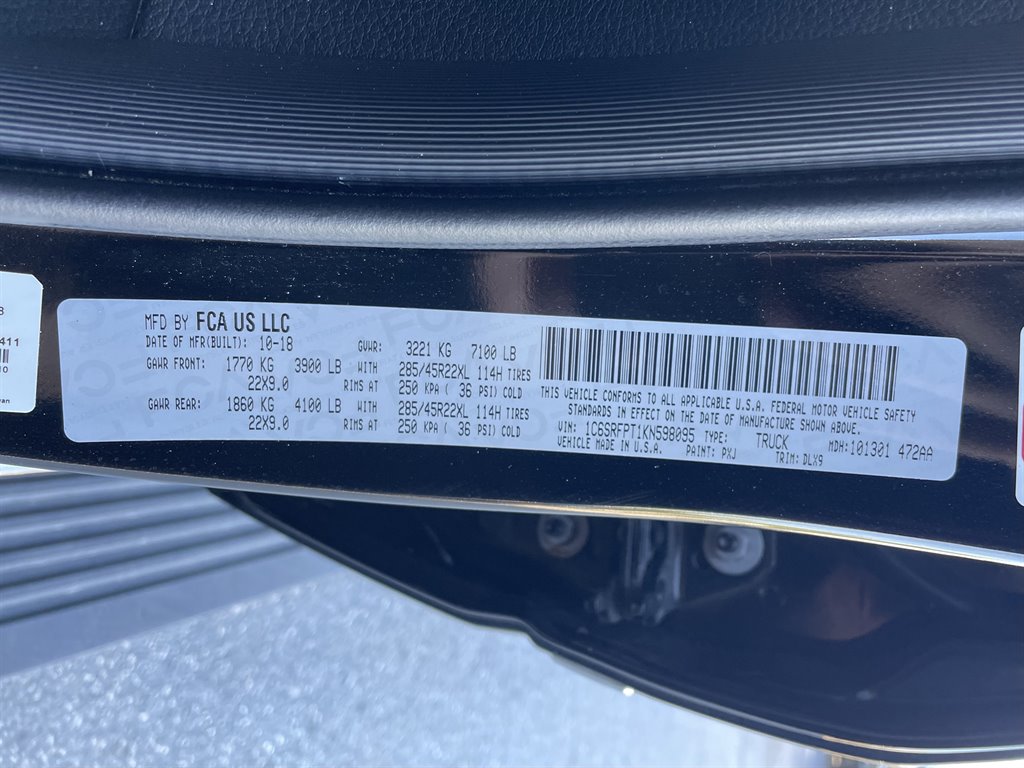 MFD BY FCA US LLC
DATE OF MFR(BUILT): 10-18 GVWR: 3221 KG 7100 LB
GAWR FRONT: 1770 KG 3900 LB WITH 285/45R22XL 114H TIRES
22X9.0 RIMS AT 250 KPA ( 36 PSI) COLD
GAWR REAR: 1860 KG 4100 LB WITH 285/45R22XL 114H TIRES
22X9.0 RIMS AT 250 KPA ( 36 PSI) COLD
THIS VEHICLE CONFORMS TO ALL APPLICABLE U.S.A. FEDERAL MOTOR VEHICLE SAFETY
STANDARDS IN EFFECT ON THE DATE OF MANUFACTURE SHOWN ABOVE.
VIN: 1C6SRFPT1KN598095 TYPE: TRUCK MDH:101301 472AA
VEHICLE MADE IN U.S.A. PAINT: PXJ TRIM: DLX9
411